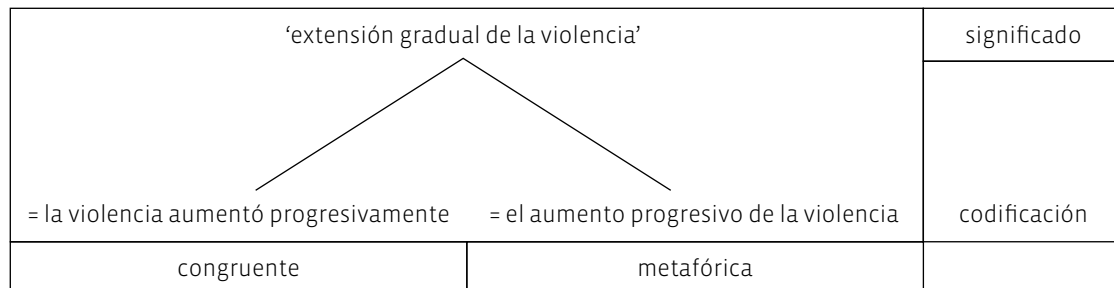 ‘extensión gradual de la violencia’ significado
= la violencia aumentó progresivamente = el aumento progresivo de la violencia codificación
congruente metafórica